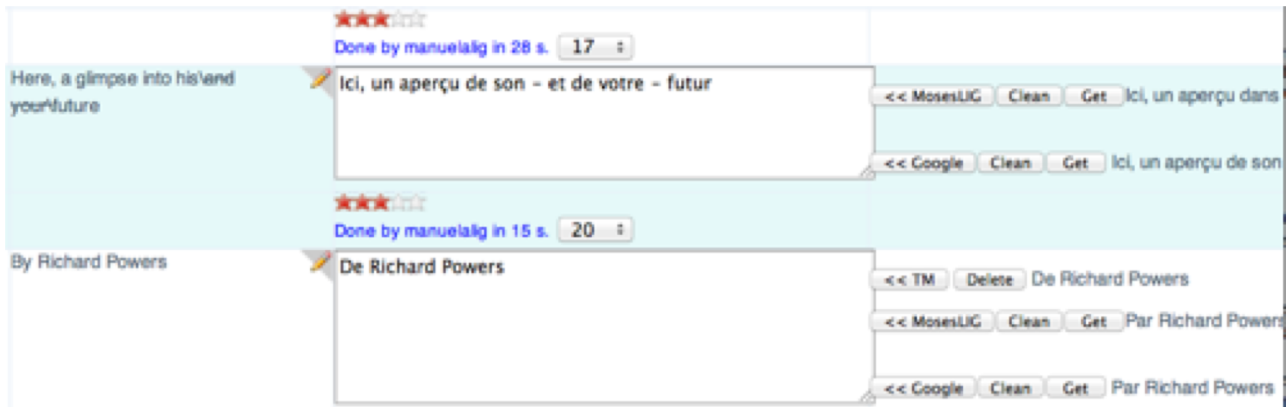 Done by manuelalig in 28 s. 17
Here, a glimpse into his\and
your\future
Ici, un aperçu de son – et de votre – futur
<< MosesLIG Clean Get Ici, un aperçu dans
<< Google Clean Get Ici, un aperçu de son
Done by manuelalig in 15 s. 20
By Richard Powers
De Richard Powers
<< TM Delete De Richard Powers
<< MosesLIG Clean Get Par Richard Powers
<< Google Clean Get Par Richard Powers